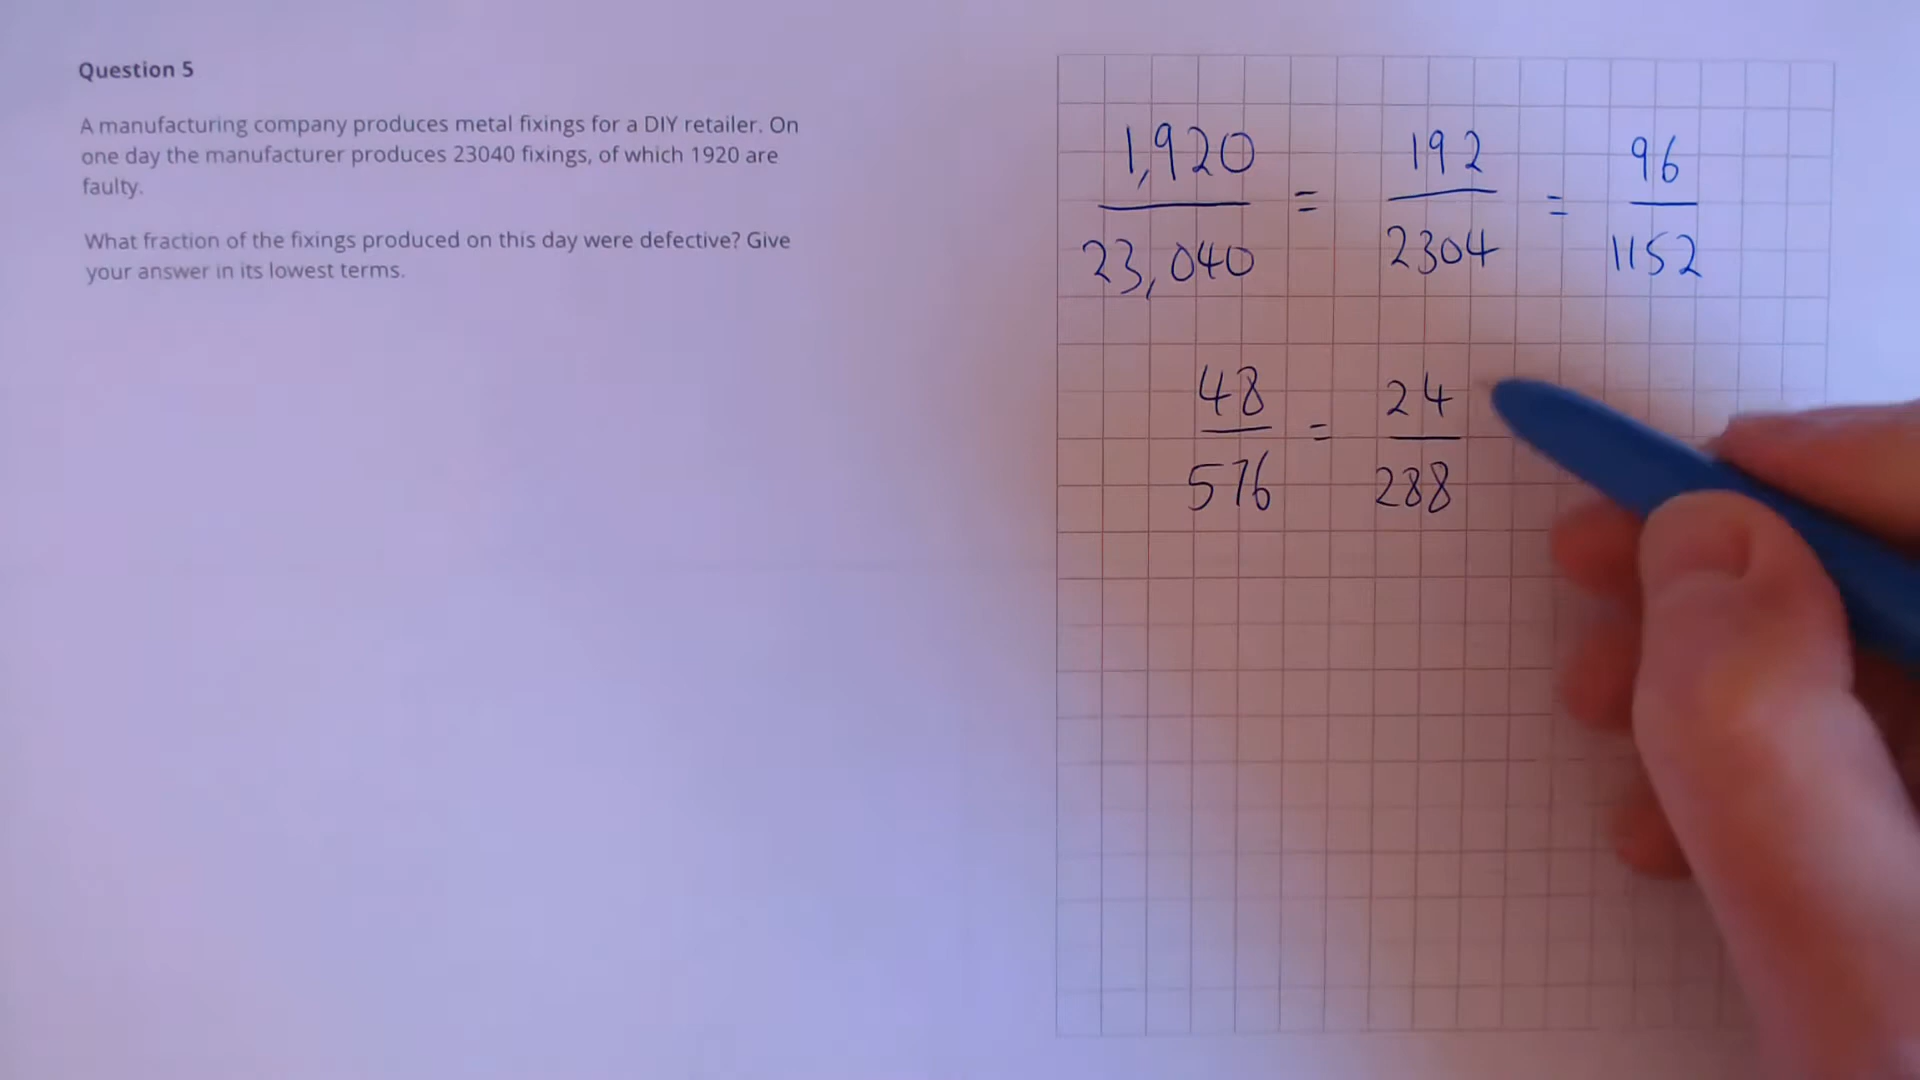 Question 5
A manufacturing company produces metal fixings for a DIY retailer. On
one day the manufacturer produces 23040 fixings, of which 1920 are
faulty.
What fraction of the fixings produced on this day were defective? Give
your answer in its lowest terms.
1,920 192 96
= =
23,040 2304 1152
48 24
=
576 288